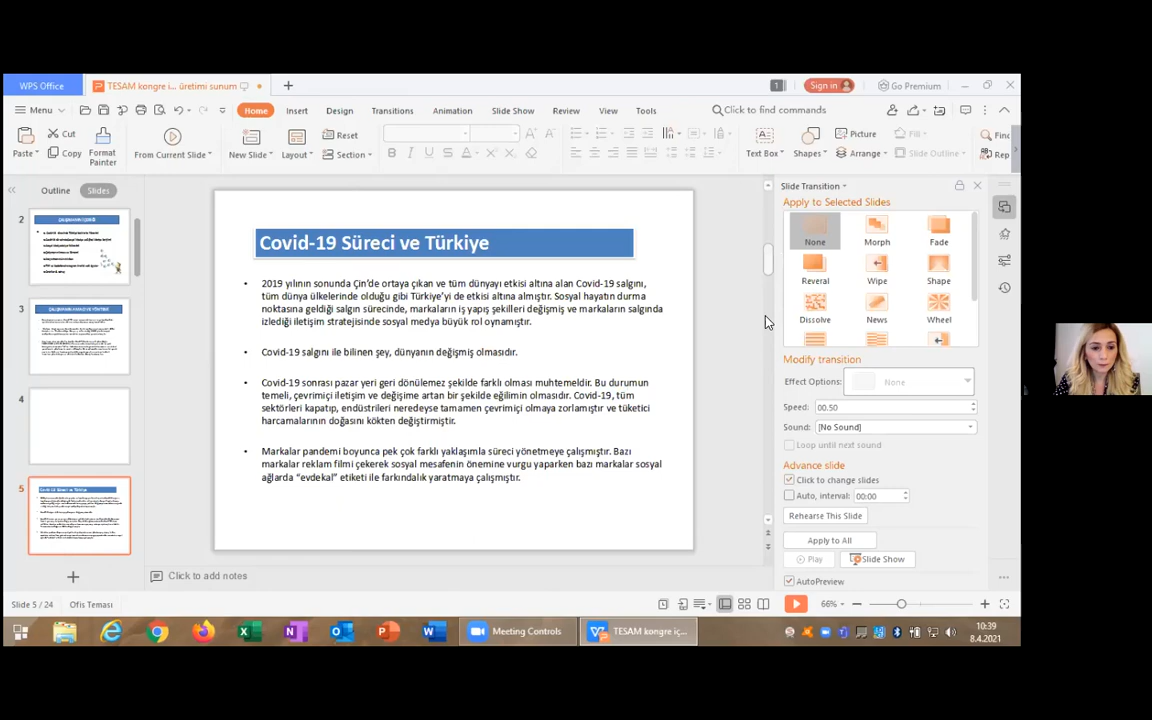 WPS Office
TESAM kongre i... üretimi sunum
1
Sign in
Go Premium
Menu
Home
Insert
Design
Transitions
Animation
Slide Show
Review
View
Tools
Click to find commands
Paste
Cut
Copy
Format Painter
From Current Slide
New Slide
Layout
Reset
Section
Text Box
Shapes
Picture
Arrange
Fill
Slide Outline
Find
Rep
Outline
Slides
2
3
4
5
Covid-19 Süreci ve Türkiye
• 2019 yılının sonunda Çin'de ortaya çıkan ve tüm dünyayı etkisi altına alan Covid-19 salgını,
tüm dünya ülkelerinde olduğu gibi Türkiye'yi de etkisi altına almıştır. Sosyal hayatın durma
noktasına geldiği salgın sürecinde, markaların iş yapış şekilleri değişmiş ve markaların salgında
izlediği iletişim stratejisinde sosyal medya büyük rol oynamıştır.
• Covid-19 salgını ile bilinen şey, dünyanın değişmiş olmasıdır.
• Covid-19 sonrası pazar yeri geri dönülemez şekilde farklı olması muhtemeldir. Bu durumun
temeli, çevrimiçi iletişim ve değişime artan bir şekilde eğilimin olmasıdır. Covid-19, tüm
sektörleri kapatıp, endüstrileri neredeyse tamamen çevrimiçi olmaya zorlamıştır ve tüketici
harcamalarının doğasını kökten değiştirmiştir.
• Markalar pandemi boyunca pek çok farklı yaklaşımla süreci yönetmeye çalışmıştır. Bazı
markalar reklam filmi çekerek sosyal mesafenin önemine vurgu yaparken bazı markalar sosyal
ağlarda “evdekal” etiketi ile farkındalık yaratmaya çalışmıştır.
Slide Transition
Apply to Selected Slides
None
Morph
Fade
Reveral
Wipe
Shape
Dissolve
News
Wheel
Modify transition
Effect Options:
None
Speed: 00.50
Sound: [No Sound]
Loop until next sound
Advance slide
Click to change slides
Auto, interval: 00:00
Rehearse This Slide
Apply to All
Play
Slide Show
AutoPreview
Click to add notes
Slide 5 / 24
Ofis Teması
66%
Meeting Controls
TESAM kongre iç...
10:39
8.4.2021